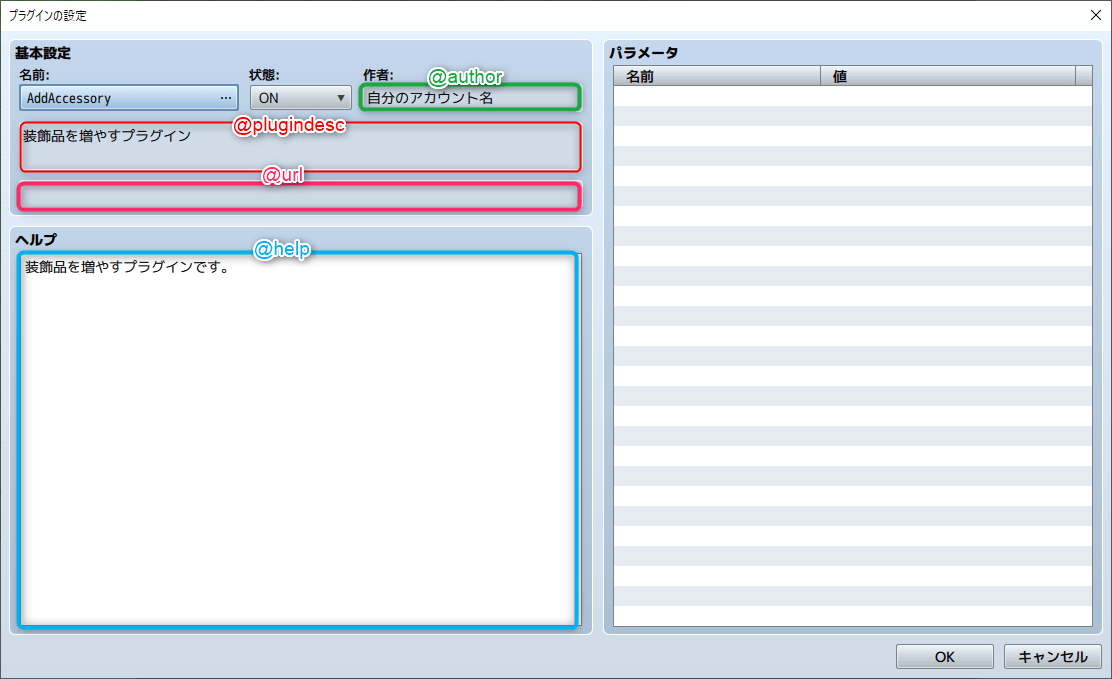 プラグインの設定
基本設定
名前:
状態:
作者:
@author
AddAccessory
...
ON
自分のアカウント名
@plugindesc
装飾品を増やすプラグイン
@url
ヘルプ
@help
装飾品を増やすプラグインです。
パラメータ
名前
値
OK
キャンセル